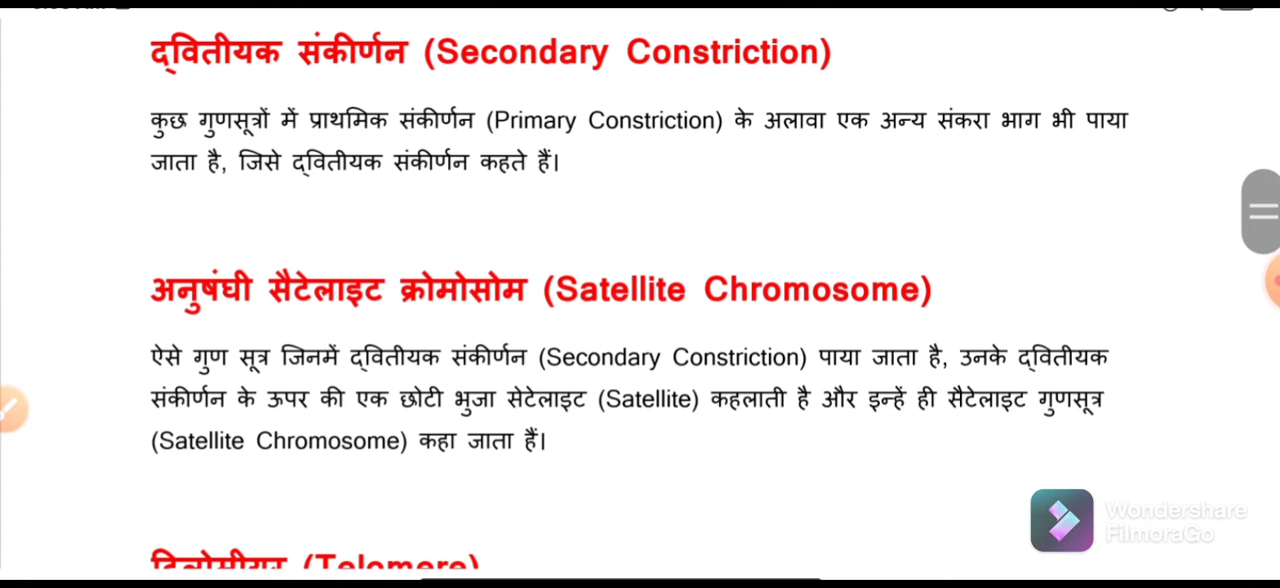 द्वितीयक संकीर्णन (Secondary Constriction)
कुछ गुणसूत्रों में प्राथमिक संकीर्णन (Primary Constriction) के अलावा एक अन्य संकरा भाग भी पाया
जाता है, जिसे द्वितीयक संकीर्णन कहते हैं।
अनुषंघी सैटेलाइट क्रोमोसोम (Satellite Chromosome)
ऐसे गुण सूत्र जिनमें द्वितीयक संकीर्णन (Secondary Constriction) पाया जाता है, उनके द्वितीयक
संकीर्णन के ऊपर की एक छोटी भुजा सेटेलाइट (Satellite) कहलाती है और इन्हें ही सैटेलाइट गुणसूत्र
(Satellite Chromosome) कहा जाता हैं।
Wondershare
FilmoraGo
(Telomere)